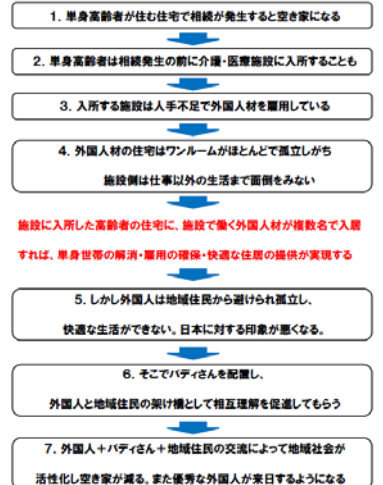 1. 単身高齢者が住む住宅で相続が発生すると空き家になる
2. 単身高齢者は相続発生の前に介護・医療施設に入所することも
3. 入所する施設は人手不足で外国人材を雇用している
4. 外国人材の住宅はワンルームがほとんどで孤立しがち
施設側は仕事以外の生活まで面倒をみない
施設に入所した高齢者の住宅に、施設で働く外国人材が複数名で入居
すれば、単身世帯の解消・雇用の確保・快適な住居の提供が実現する
5. しかし外国人は地域住民から避けられ孤立し、
快適な生活ができない。日本に対する印象が悪くなる。
6. そこでバディさんを配置し、
外国人と地域住民の架け橋として相互理解を促進してもらう
7. 外国人+バディさん+地域住民の交流によって地域社会が
活性化し空き家が減る。また優秀な外国人が来日するようになる